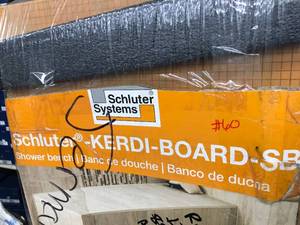 Schluter
Systems
#60
Schluter®-KERDI-BOARD-SB
Shower bench | Banc de douche | Banco de ducha